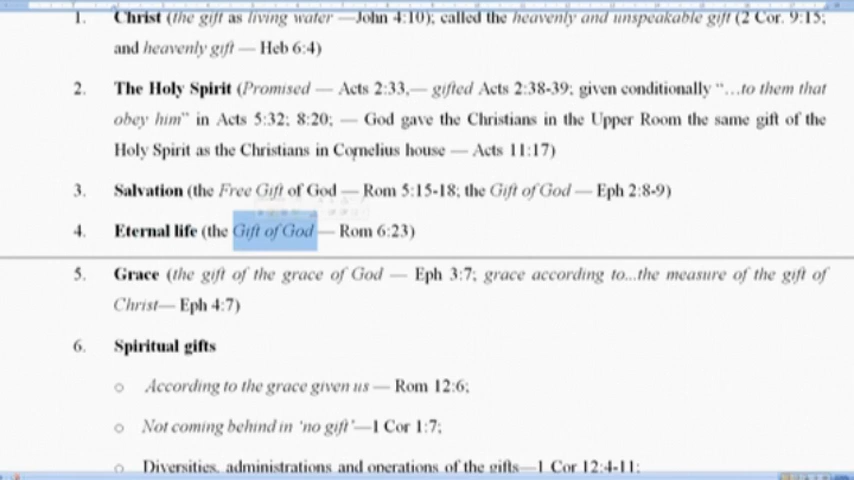 1. Christ (the gift as living water —John 4:10); called the heavenly and unspeakable gift (2 Cor. 9:15;
and heavenly gift — Heb 6:4)
2. The Holy Spirit (Promised — Acts 2:33,— gifted Acts 2:38-39; given conditionally “…to them that
obey him” in Acts 5:32; 8:20; — God gave the Christians in the Upper Room the same gift of the
Holy Spirit as the Christians in Cornelius house — Acts 11:17)
3. Salvation (the Free Gift of God — Rom 5:15-18; the Gift of God — Eph 2:8-9)
4. Eternal life (the Gift of God — Rom 6:23)
5. Grace (the gift of the grace of God — Eph 3:7; grace according to...the measure of the gift of
Christ— Eph 4:7)
6. Spiritual gifts
o According to the grace given us — Rom 12:6;
o Not coming behind in ‘no gift’—1 Cor 1:7;
o Diversities, administrations and operations of the gifts—1 Cor 12:4-11;